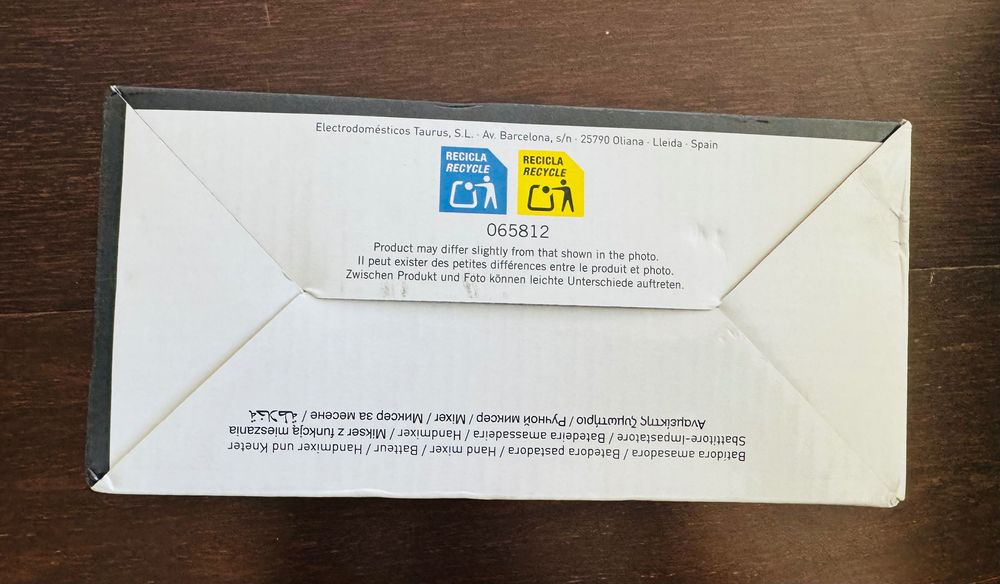 Electrodomésticos Taurus, S.L. · Av. Barcelona, s/n · 25790 Oliana · Lleida · Spain
RECICLA
RECYCLE
RECICLA
RECYCLE
065812
Product may differ slightly from that shown in the photo.
Il peut exister des petites différences entre le produit et photo.
Zwischen Produkt und Foto können leichte Unterschiede auftreten.
Batidora amasadora / Batedora pastadora / Hand mixer / Batteur / Handmixer und Kneter
Sbattitore-Impastatore / Batedeira amassadeira / Handmixer / Mikser z funkcją mieszania
Αναμείκτης ζυμωτήριο / Ручной миксер / Mixer / Миксер за месене / خلاطة